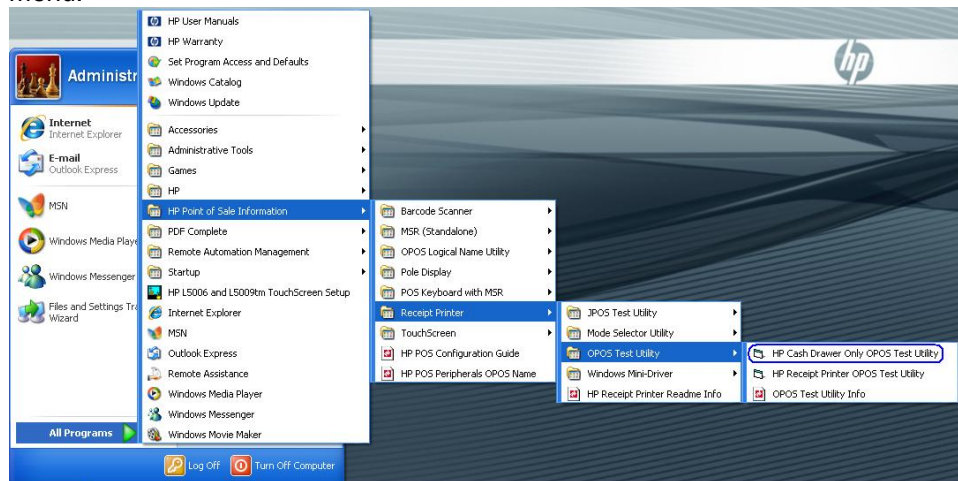 HP User Manuals
HP Warranty
Set Program Access and Defaults
Windows Catalog
Windows Update
Accessories
Administrative Tools
Games
HP
HP Point of Sale Information
PDF Complete
Remote Automation Management
Startup
HP L5006 and L5009tm TouchScreen Setup
Internet Explorer
MSN
Outlook Express
Remote Assistance
Windows Media Player
Windows Messenger
Windows Movie Maker
hp
Administr
Internet
Internet Explorer
E-mail
Outlook Express
MSN
Windows Media Playe
Windows Messenger
Files and Settings Tra
Wizard
All Programs
Log Off
Turn Off Computer
Barcode Scanner
MSR (Standalone)
OPOS Logical Name Utility
Pole Display
POS Keyboard with MSR
Receipt Printer
TouchScreen
HP POS Configuration Guide
HP POS Peripherals OPOS Name
JPOS Test Utility
Mode Selector Utility
OPOS Test Utility
Windows Mini-Driver
HP Receipt Printer Readme Info
HP Cash Drawer Only OPOS Test Utility
HP Receipt Printer OPOS Test Utility
OPOS Test Utility Info